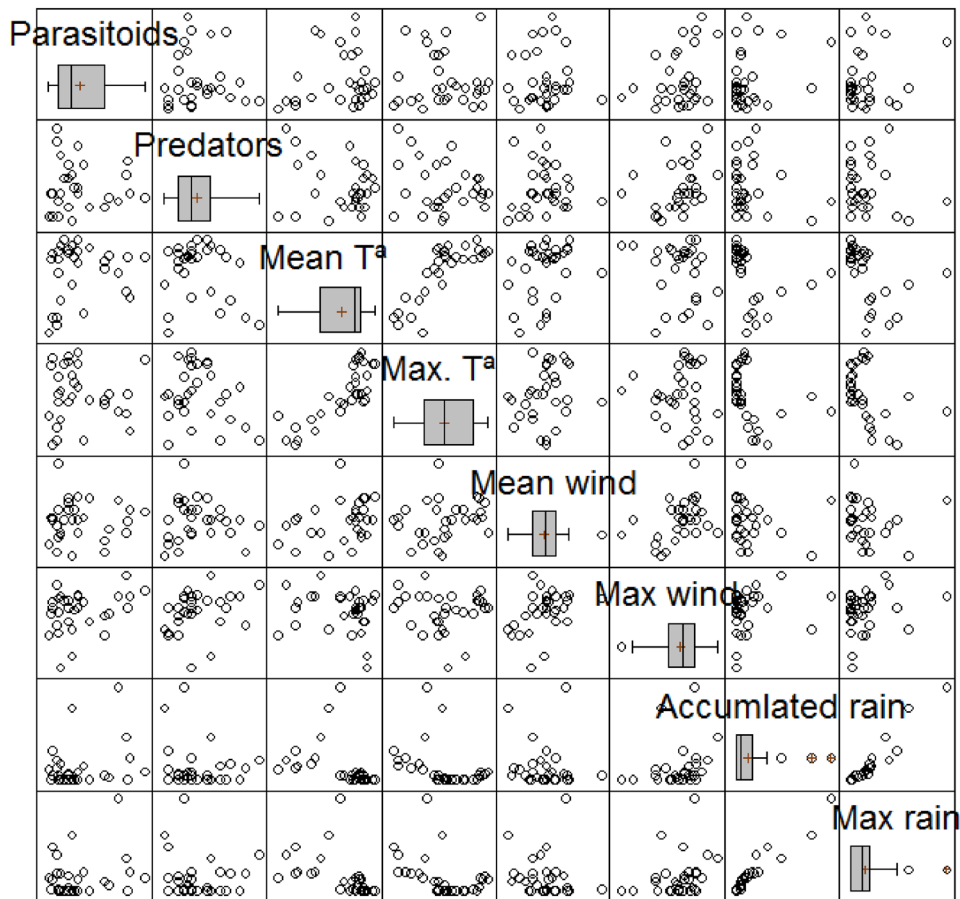 Parasitoids
Predators
Mean Tª
Max. Tª
Mean wind
Max wind
Accumlated rain
Max rain